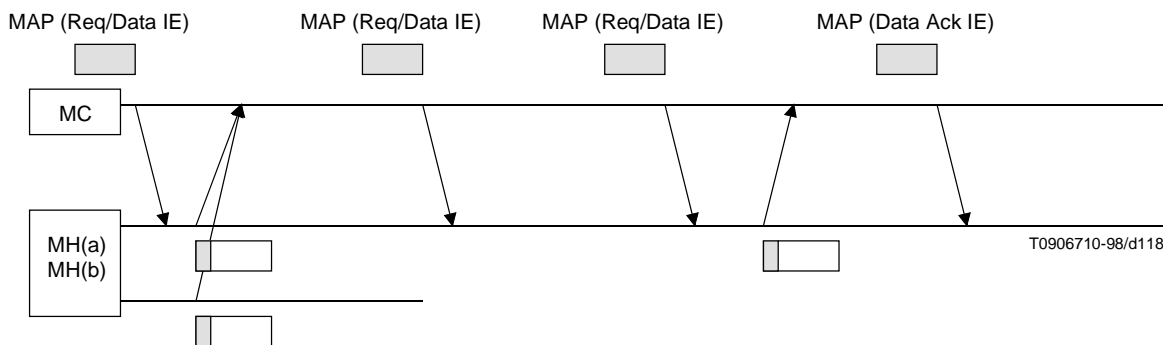 MAP (Req/Data IE)
MAP (Req/Data IE)
MAP (Req/Data IE)
MAP (Data Ack IE)
MC
MH(a)
MH(b)
T0906710-98/d118